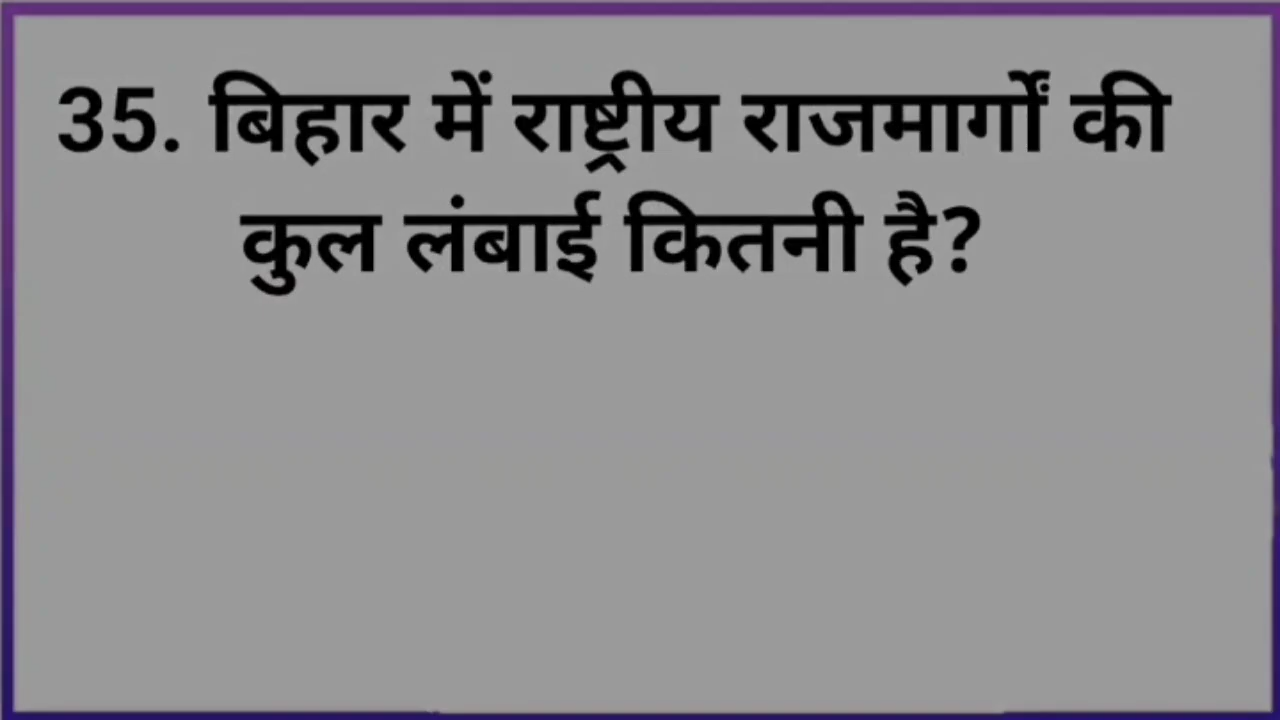 35. बिहार में राष्ट्रीय राजमार्गों की
कुल लंबाई कितनी है?